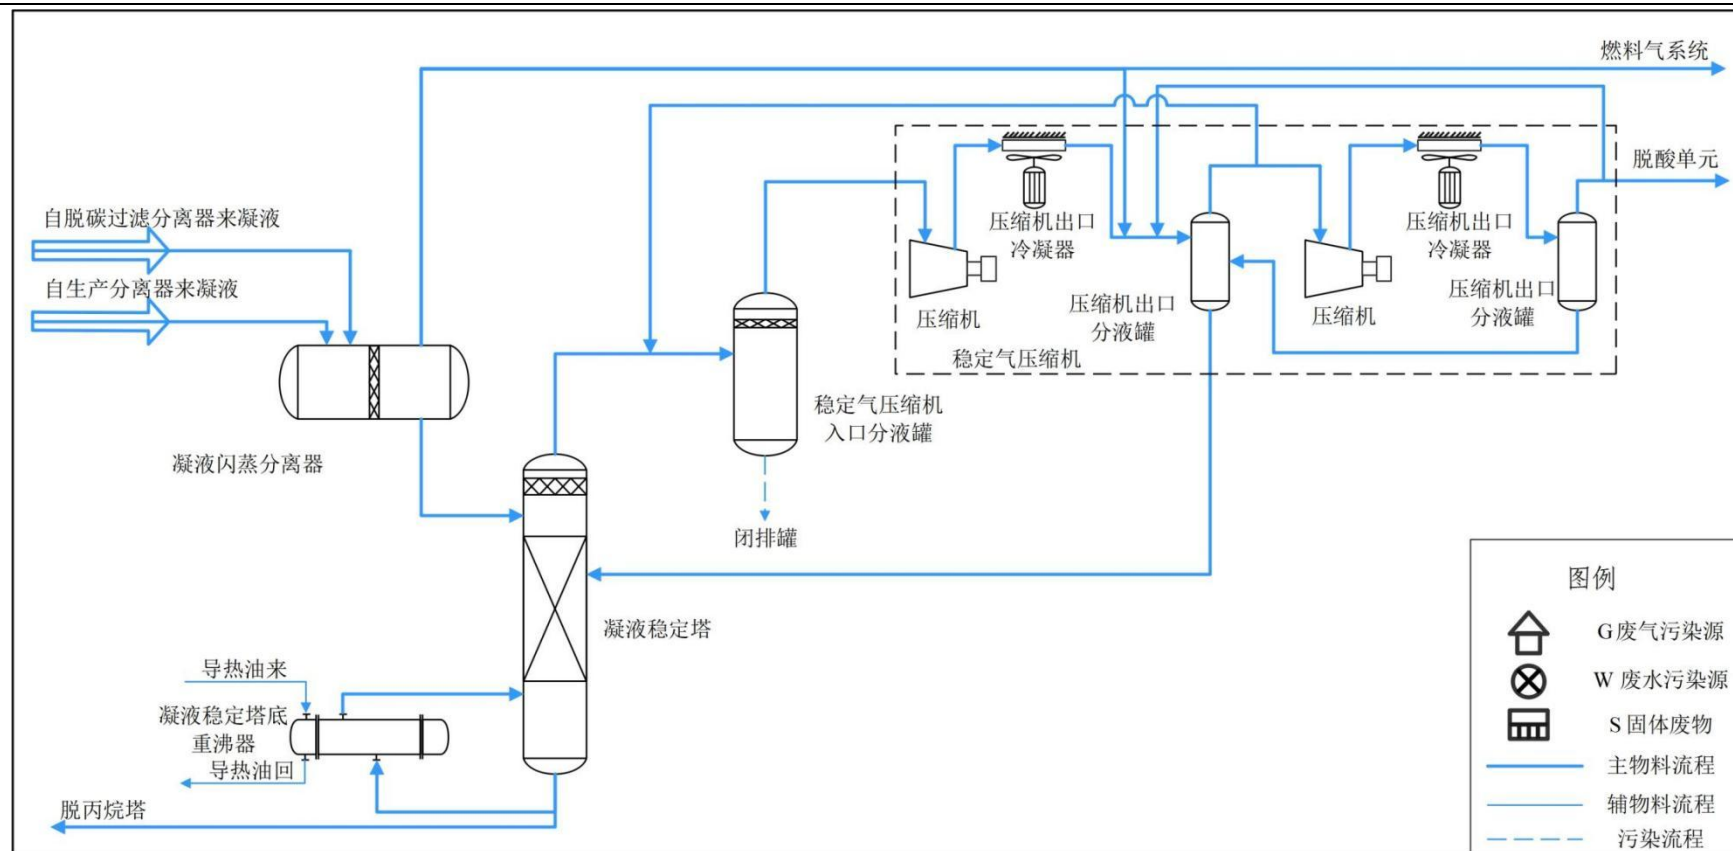 燃料气系统
脱酸单元
自脱碳过滤分离器来凝液
自生产分离器来凝液
压缩机出口
冷凝器
压缩机出口
冷凝器
压缩机
压缩机出口
分液罐
压缩机
压缩机出口
分液罐
稳定气压缩机
稳定气压缩机
入口分液罐
凝液闪蒸分离器
闭排罐
凝液稳定塔
导热油来
凝液稳定塔底
重沸器
导热油回
脱丙烷塔
图例
G废气污染源
W 废水污染源
S固体废物
主物料流程
辅物料流程
污染流程